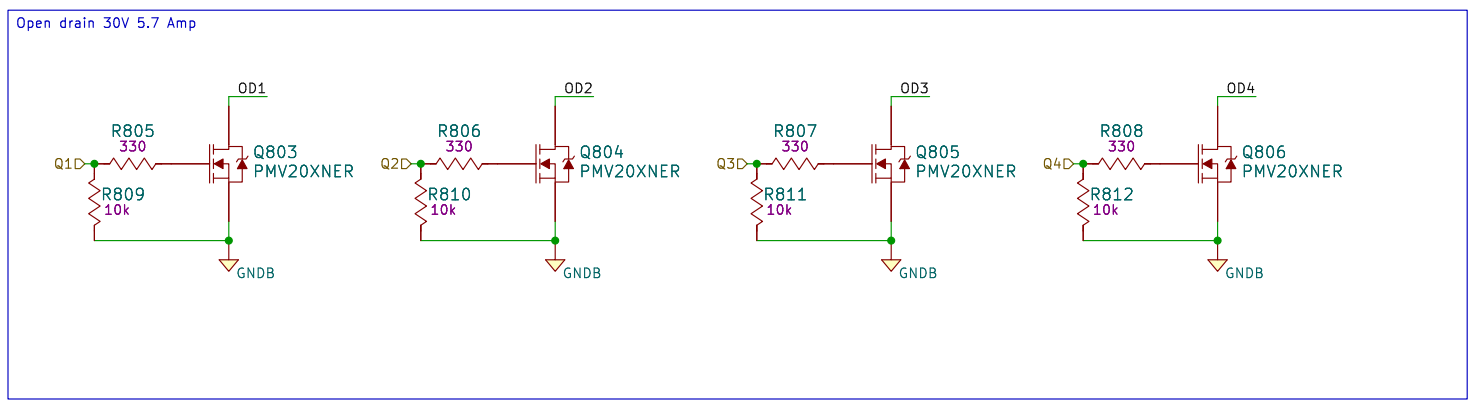 Open drain 30V 5.7 Amp
OD1
OD2
OD3
OD4
R805
330
Q1
Q803
PMV20XNER
R809
10k
GNDB
R806
330
Q2
Q804
PMV20XNER
R810
10k
GNDB
R807
330
Q3
Q805
PMV20XNER
R811
10k
GNDB
R808
330
Q4
Q806
PMV20XNER
R812
10k
GNDB